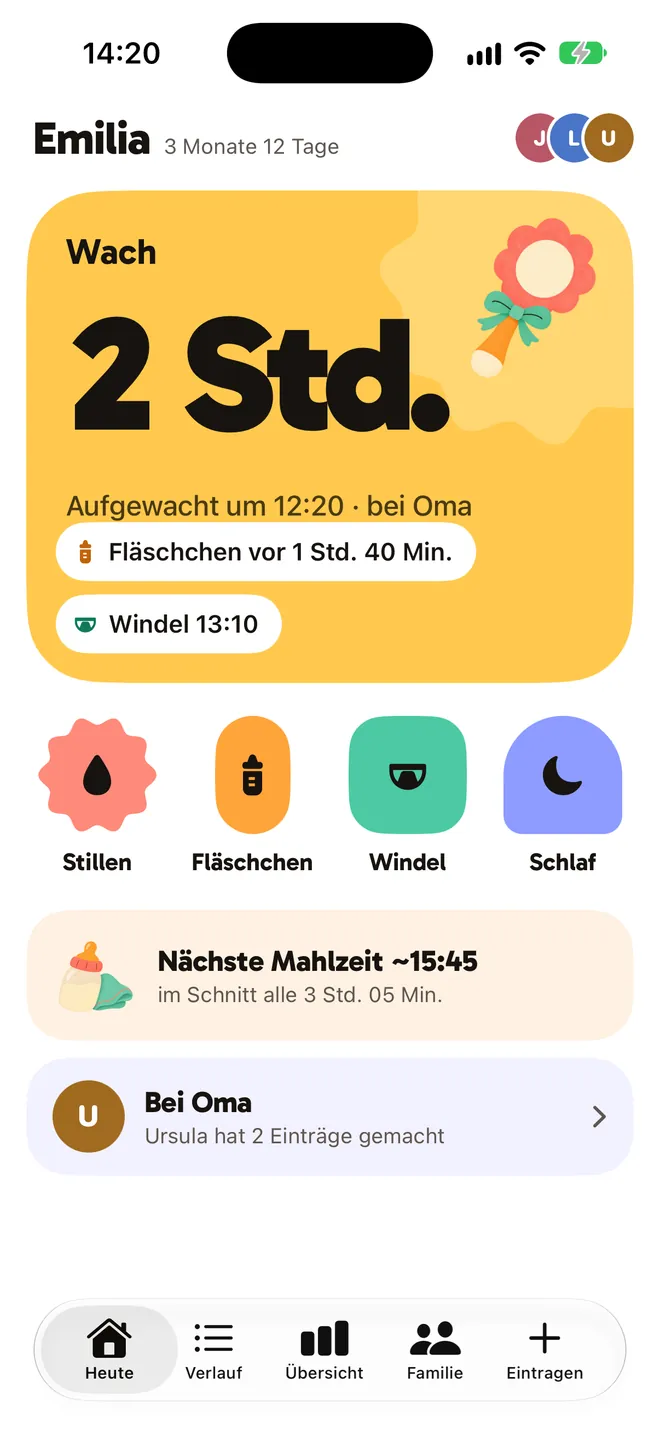 14:20
Emilia 3 Monate 12 Tage
J L U
Wach
2 Std.
Aufgewacht um 12:20 · bei Oma
Fläschchen vor 1 Std. 40 Min.
Windel 13:10
Stillen Fläschchen Windel Schlaf
Nächste Mahlzeit ~15:45
im Schnitt alle 3 Std. 05 Min.
U
Bei Oma
Ursula hat 2 Einträge gemacht
Heute Verlauf Übersicht Familie Eintragen